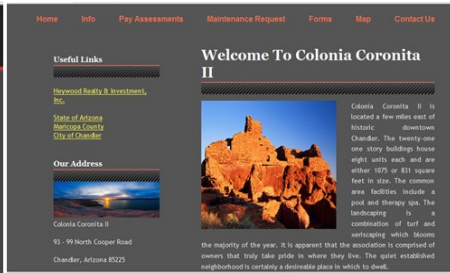 Home Info Pay Assessments Maintenance Request Forms Map Contact Us
Useful Links
Heywood Realty & Investment,
Inc.
State of Arizona
Maricopa County
City of Chandler
Our Address
Colonia Coronita II
93 - 99 North Cooper Road
Chandler, Arizona 85225
Welcome To Colonia Coronita
II
Colonia Coronita II is
located a few miles east of
historic downtown
Chandler. The twenty-one
one story buildings house
eight units each and are
either 1075 or 831 square
feet in size. The common
area facilities include a
pool and therapy spa. The
landscaping is a
combination of turf and
xeriscaping which blooms
the majority of the year. It is apparent that the association is comprised of
owners that truly take pride in where they live. The quiet established
neighborhood is certainly a desireable place in which to dwell.